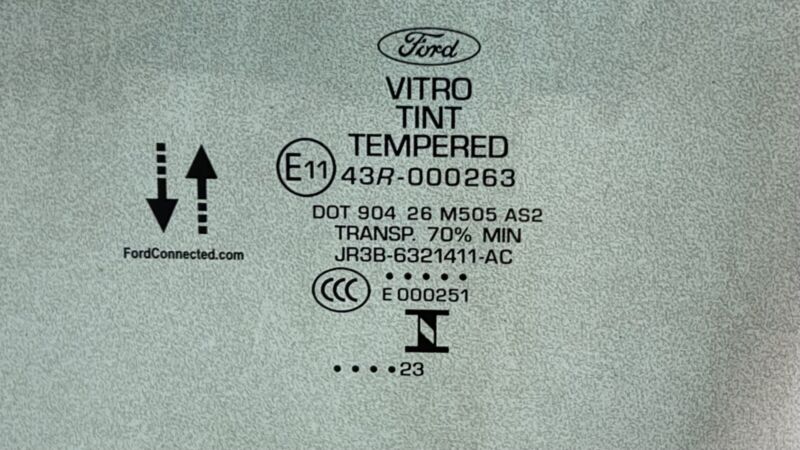 Ford
VITRO
TINT
TEMPERED
E11 43R-000263
DOT 904 26 M505 AS2
TRANSP. 70% MIN
JR3B-6321411-AC
FordConnected.com
• • • • •
CCC E 000251
N
• • • • 23